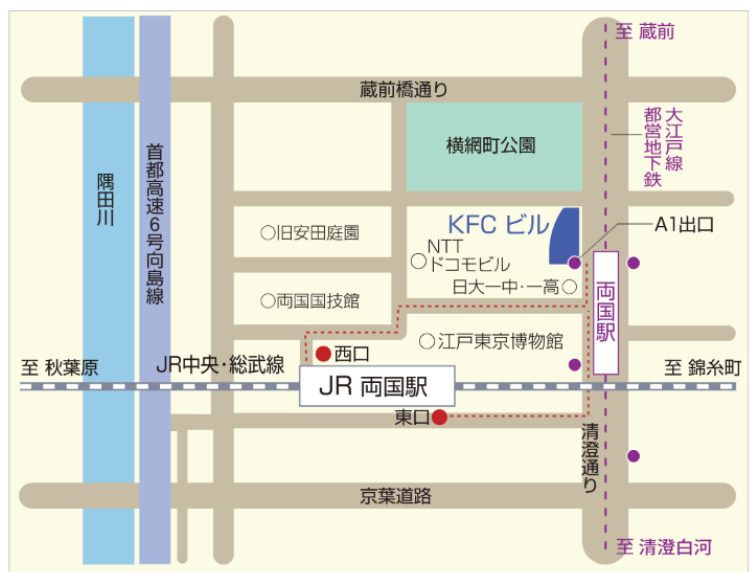 至 蔵前
蔵前橋通り
大江戸線
都営地下鉄
横網町公園
首都高速6号向島線
隅田川
KFC ビル
A1出口
○旧安田庭園
NTT
○ドコモビル
日大一中・一高○
両国駅
○両国国技館
○江戸東京博物館
西口
至 秋葉原
JR中央・総武線
至 錦糸町
JR 両国駅
東口
清澄通り
京葉道路
至 清澄白河